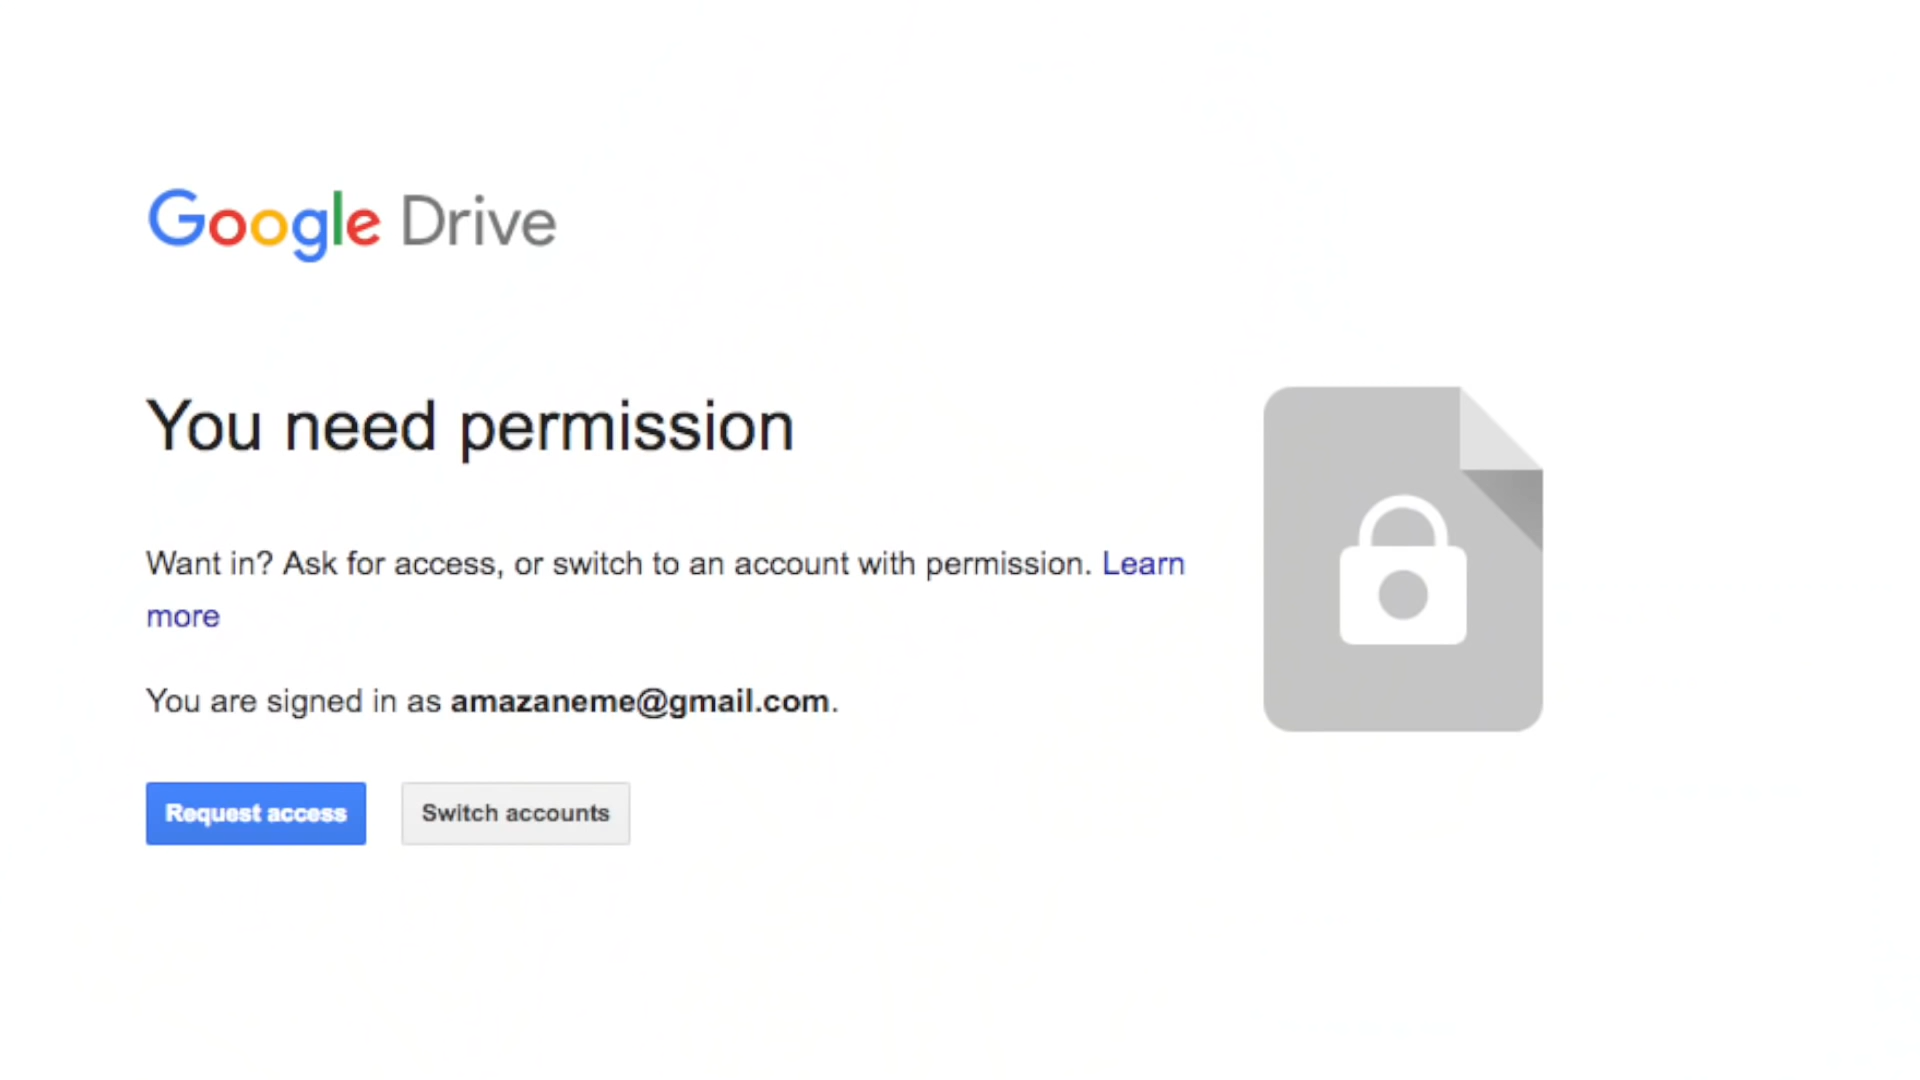 Google Drive
You need permission
Want in? Ask for access, or switch to an account with permission. Learn
more
You are signed in as amazaneme@gmail.com.
Request access
Switch accounts